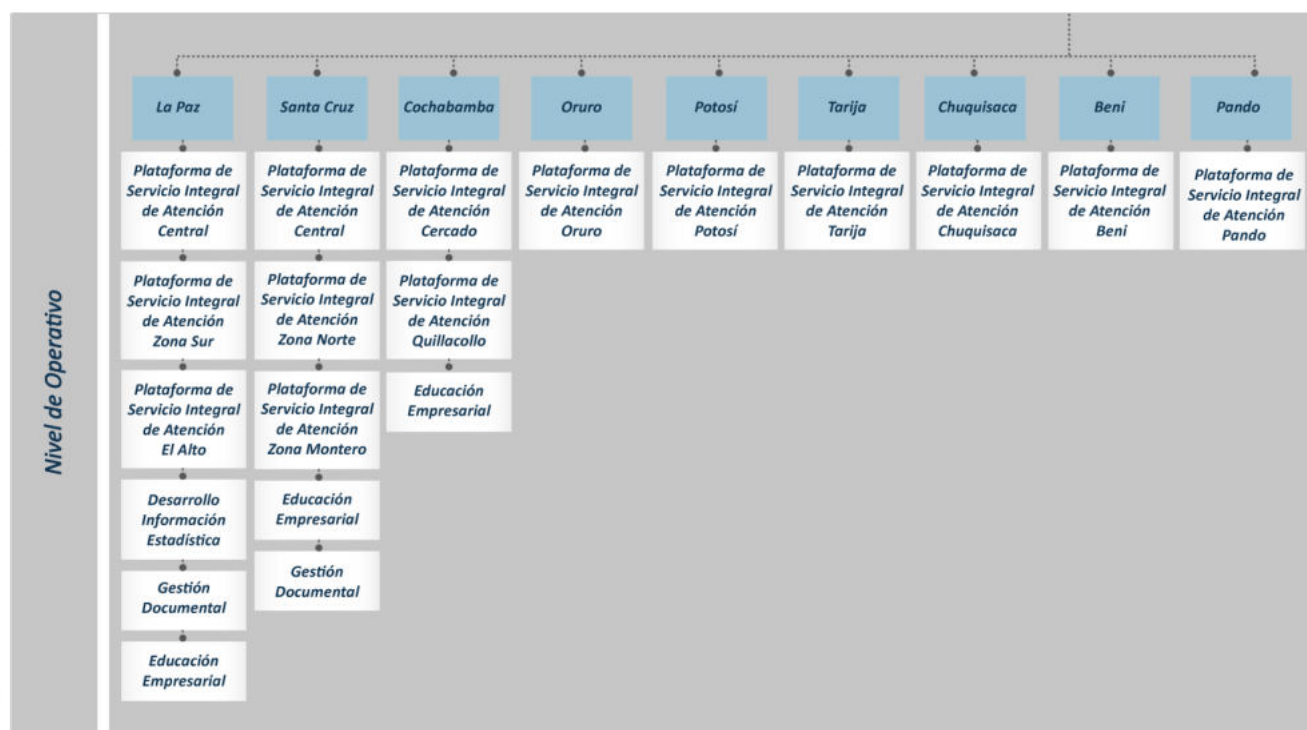 Nivel de Operativo
La Paz
Plataforma de
Servicio Integral
de Atención
Central
Plataforma de
Servicio Integral
de Atención
Zona Sur
Plataforma de
Servicio Integral
de Atención
El Alto
Desarrollo
Información
Estadística
Gestión
Documental
Educación
Empresarial
Santa Cruz
Plataforma de
Servicio Integral
de Atención
Central
Plataforma de
Servicio Integral
de Atención
Zona Norte
Plataforma de
Servicio Integral
de Atención
Zona Montero
Educación
Empresarial
Gestión
Documental
Cochabamba
Plataforma de
Servicio Integral
de Atención
Cercado
Plataforma de
Servicio Integral
de Atención
Quillacollo
Educación
Empresarial
Oruro
Plataforma de
Servicio Integral
de Atención
Oruro
Potosí
Plataforma de
Servicio Integral
de Atención
Potosí
Tarija
Plataforma de
Servicio Integral
de Atención
Tarija
Chuquisaca
Plataforma de
Servicio Integral
de Atención
Chuquisaca
Beni
Plataforma de
Servicio Integral
de Atención
Beni
Pando
Plataforma de
Servicio Integral
de Atención
Pando